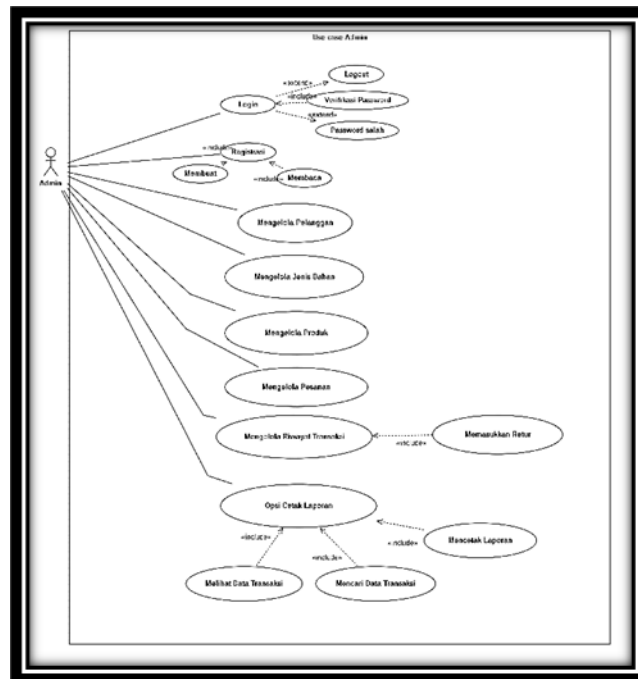 Use case Admin
Logout
«extend»
Login
«include»
Verifikasi Password
«extend»
Password salah
«include»
Registrasi
Membuat
«include»
Membaca
Admin
Mengelola Pelanggan
Mengelola Jenis Bahan
Mengelola Produk
Mengelola Pesanan
Mengelola Riwayat Transaksi
«include»
Memasukkan Retur
Opsi Cetak Laporan
«include»
Mencetak Laporan
«include»
«include»
Melihat Data Transaksi
Mencari Data Transaksi